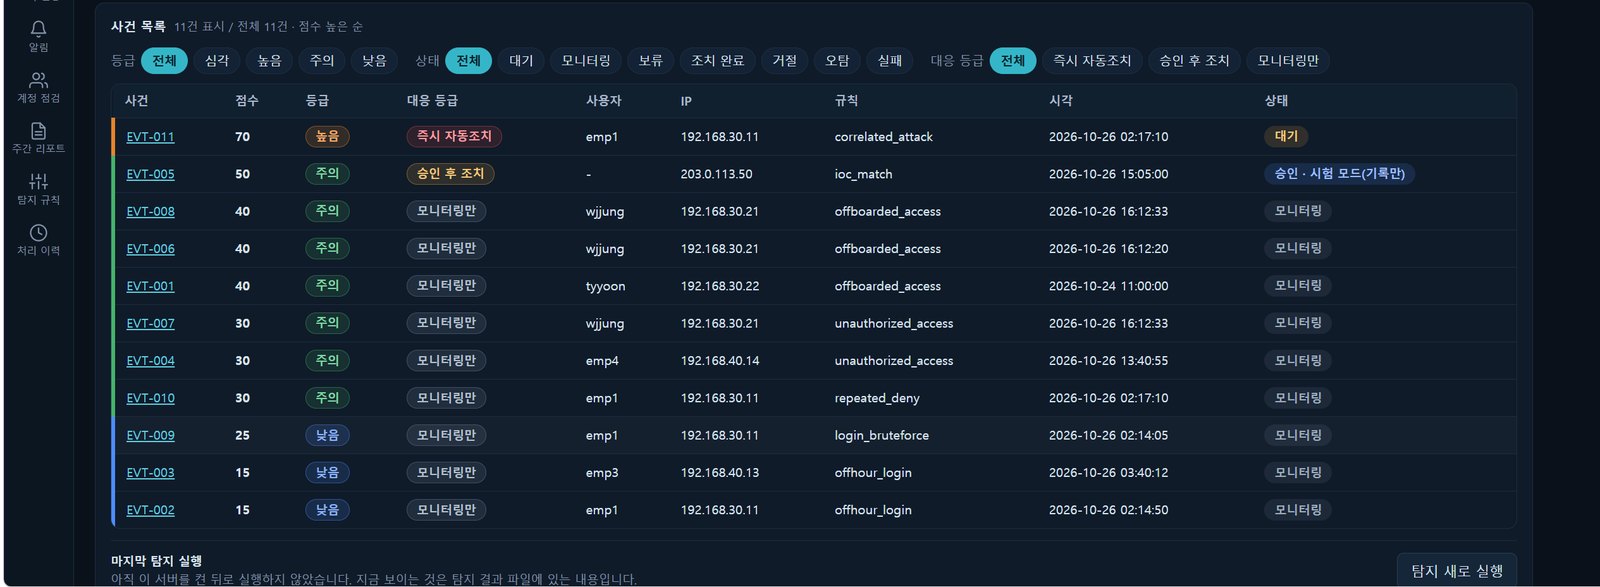 알림
계정 점검
주간 리포트
탐지 규칙
처리 이력
사건 목록 11건 표시 / 전체 11건 · 점수 높은 순
등급 전체 심각 높음 주의 낮음 상태 전체 대기 모니터링 보류 조치 완료 거절 오탐 실패 대응 등급 전체 즉시 자동조치 승인 후 조치 모니터링만
사건 점수 등급 대응 등급 사용자 IP 규칙 시각 상태
EVT-011 70 높음 즉시 자동조치 emp1 192.168.30.11 correlated_attack 2026-10-26 02:17:10 대기
EVT-005 50 주의 승인 후 조치 - 203.0.113.50 ioc_match 2026-10-26 15:05:00 승인 · 시험 모드(기록만)
EVT-008 40 주의 모니터링만 wjjung 192.168.30.21 offboarded_access 2026-10-26 16:12:33 모니터링
EVT-006 40 주의 모니터링만 wjjung 192.168.30.21 offboarded_access 2026-10-26 16:12:20 모니터링
EVT-001 40 주의 모니터링만 tyyoon 192.168.30.22 offboarded_access 2026-10-24 11:00:00 모니터링
EVT-007 30 주의 모니터링만 wjjung 192.168.30.21 unauthorized_access 2026-10-26 16:12:33 모니터링
EVT-004 30 주의 모니터링만 emp4 192.168.40.14 unauthorized_access 2026-10-26 13:40:55 모니터링
EVT-010 30 주의 모니터링만 emp1 192.168.30.11 repeated_deny 2026-10-26 02:17:10 모니터링
EVT-009 25 낮음 모니터링만 emp1 192.168.30.11 login_bruteforce 2026-10-26 02:14:05 모니터링
EVT-003 15 낮음 모니터링만 emp3 192.168.40.13 offhour_login 2026-10-26 03:40:12 모니터링
EVT-002 15 낮음 모니터링만 emp1 192.168.30.11 offhour_login 2026-10-26 02:14:50 모니터링
마지막 탐지 실행
아직 이 서버를 켠 뒤로 실행하지 않았습니다. 지금 보이는 것은 탐지 결과 파일에 있는 내용입니다.
탐지 새로 실행